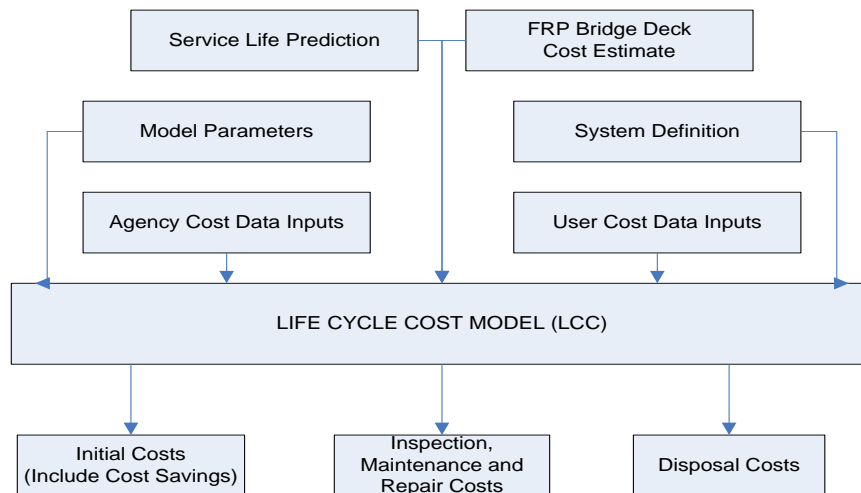 Service Life Prediction
FRP Bridge Deck
Cost Estimate
Model Parameters
System Definition
Agency Cost Data Inputs
User Cost Data Inputs
LIFE CYCLE COST MODEL (LCC)
Initial Costs
(Include Cost Savings)
Inspection,
Maintenance and
Repair Costs
Disposal Costs